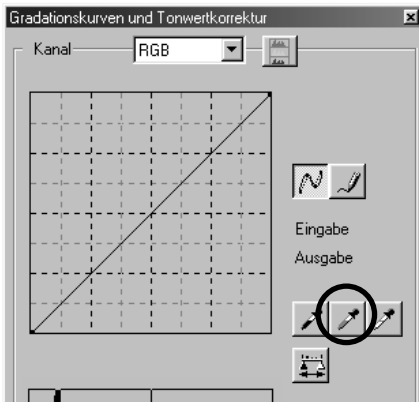 Gradationskurven und Tonwertkorrektur
Kanal
RGB
Eingabe
Ausgabe